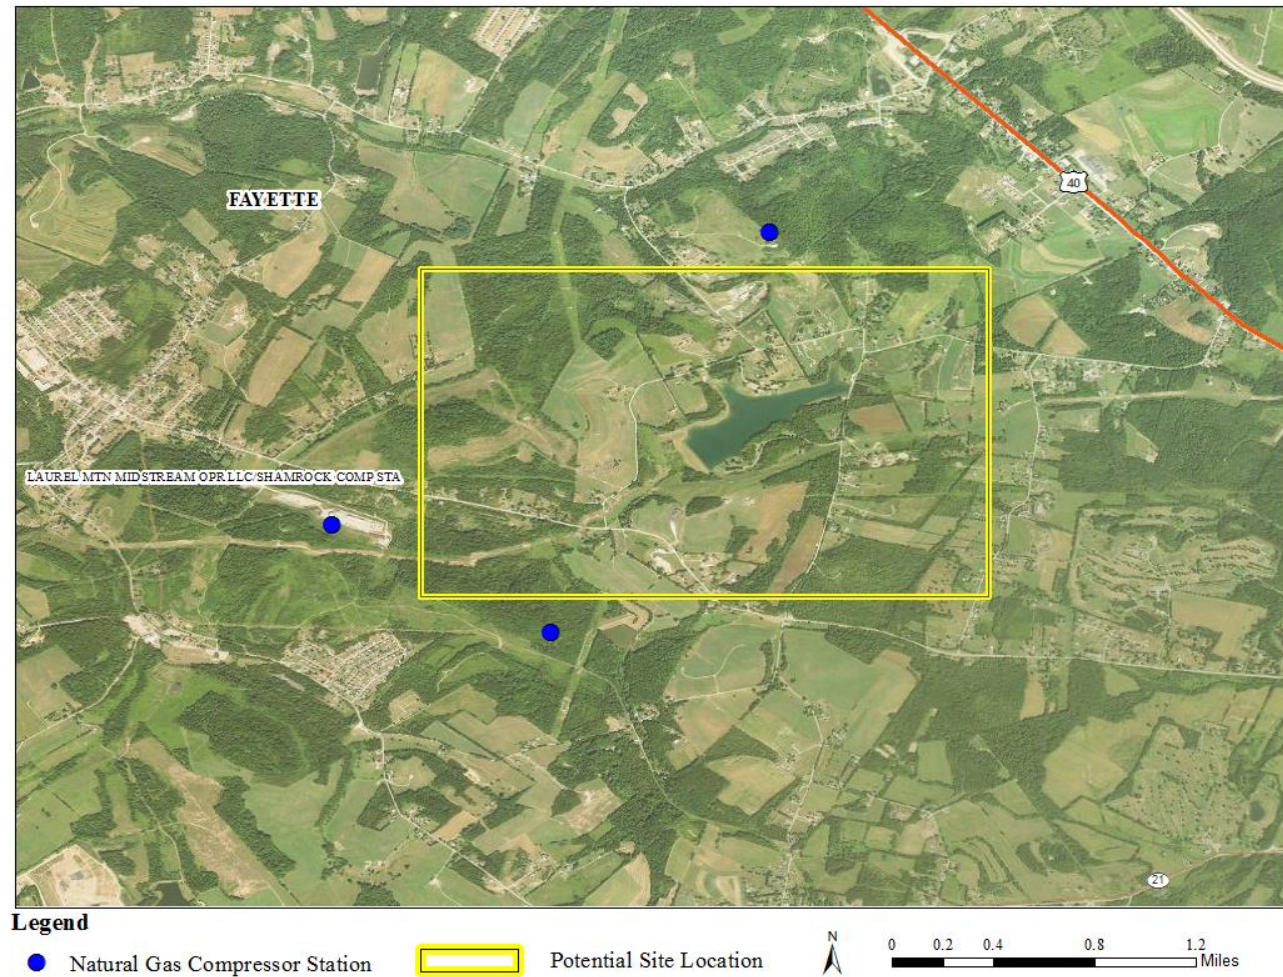 40
FAYETTE
LAUREL MTN MIDSTREAM OPR LLC/SHAMROCK COMP STA
21
Legend
Natural Gas Compressor Station
Potential Site Location
N
0 0.2 0.4 0.8 1.2
Miles